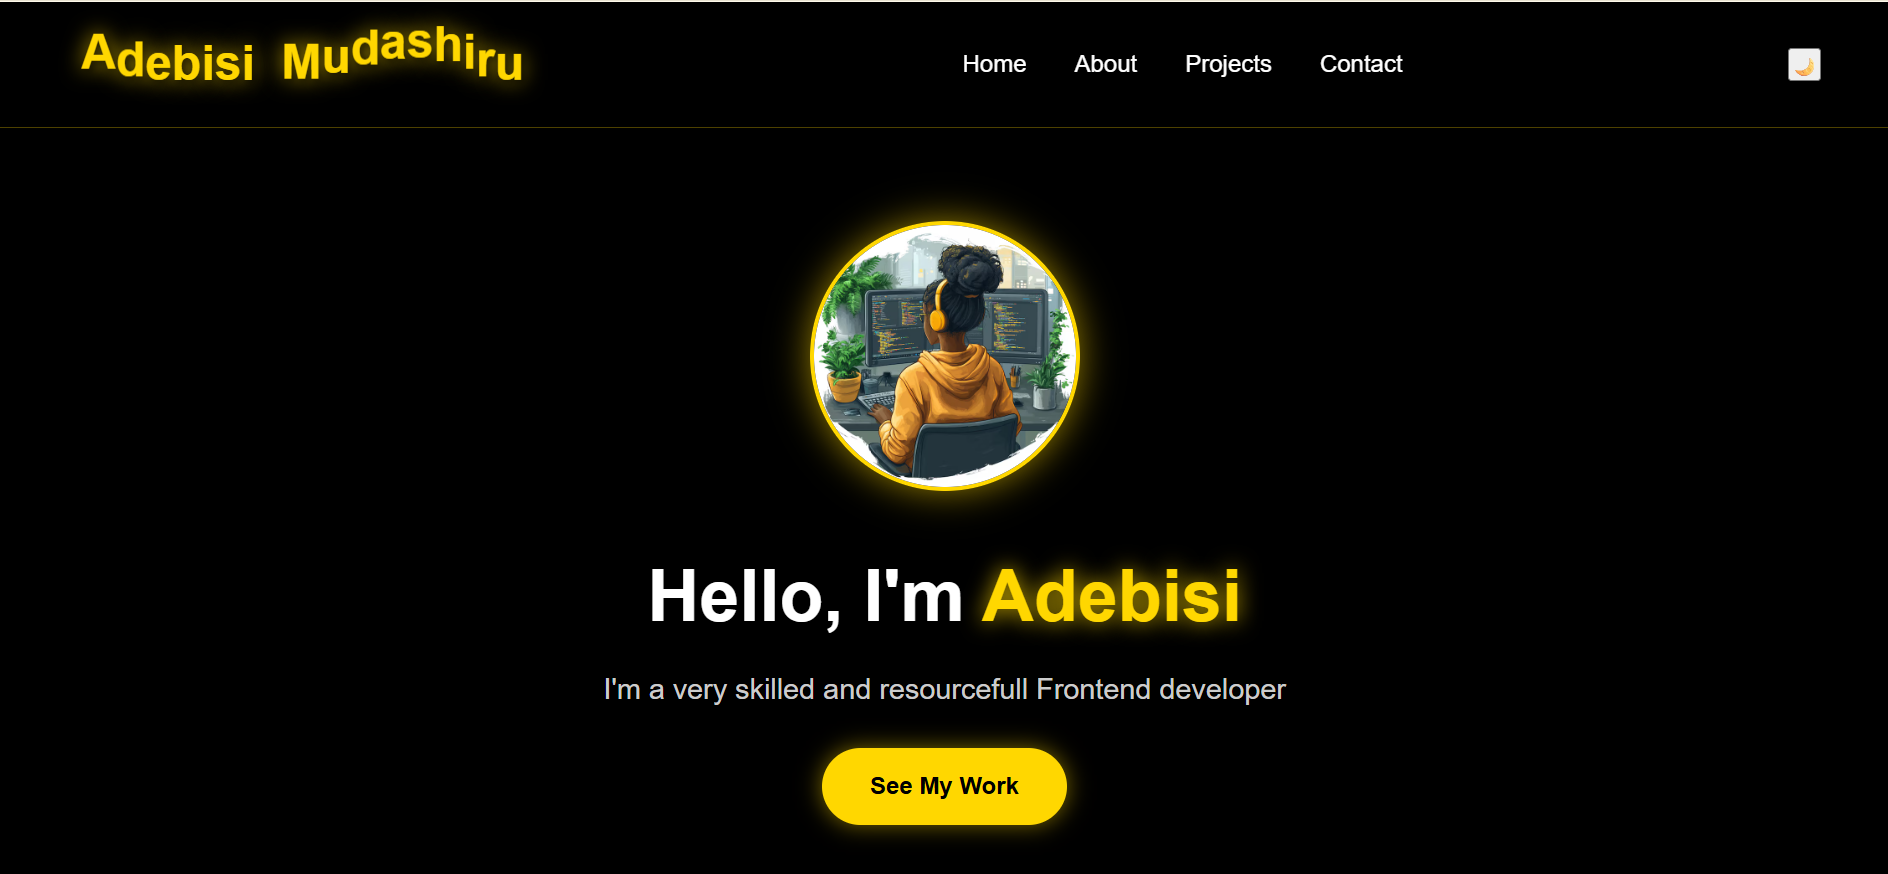 Adebisi Mudashiru
Home About Projects Contact
Hello, I'm Adebisi
I'm a very skilled and resourcefull Frontend developer
See My Work